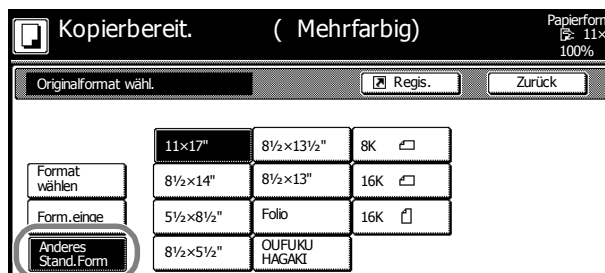 Kopierbereit. ( Mehrfarbig)
Papierform
11×
100%
Originalformat wähl.
Regis.
Zurück
11×17"
8½×13½"
8K
Format
wählen
8½×14"
8½×13"
16K
Form.einge
5½×8½"
Folio
16K
Anderes
Stand.Form
8½×5½"
OUFUKU
HAGAKI